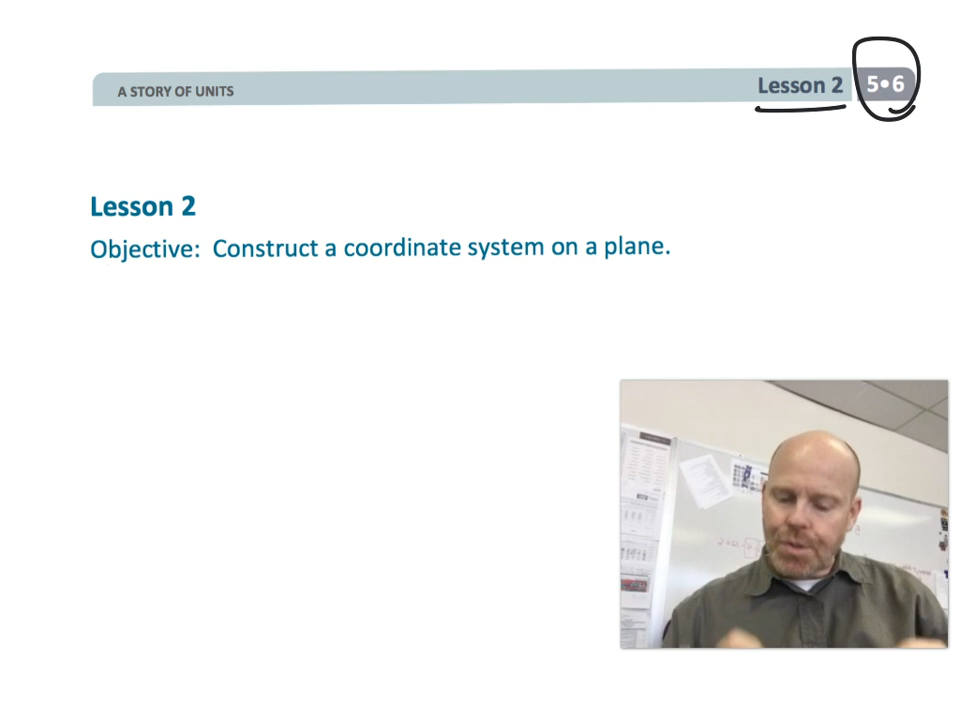 A STORY OF UNITS
Lesson 2 5•6
Lesson 2
Objective: Construct a coordinate system on a plane.